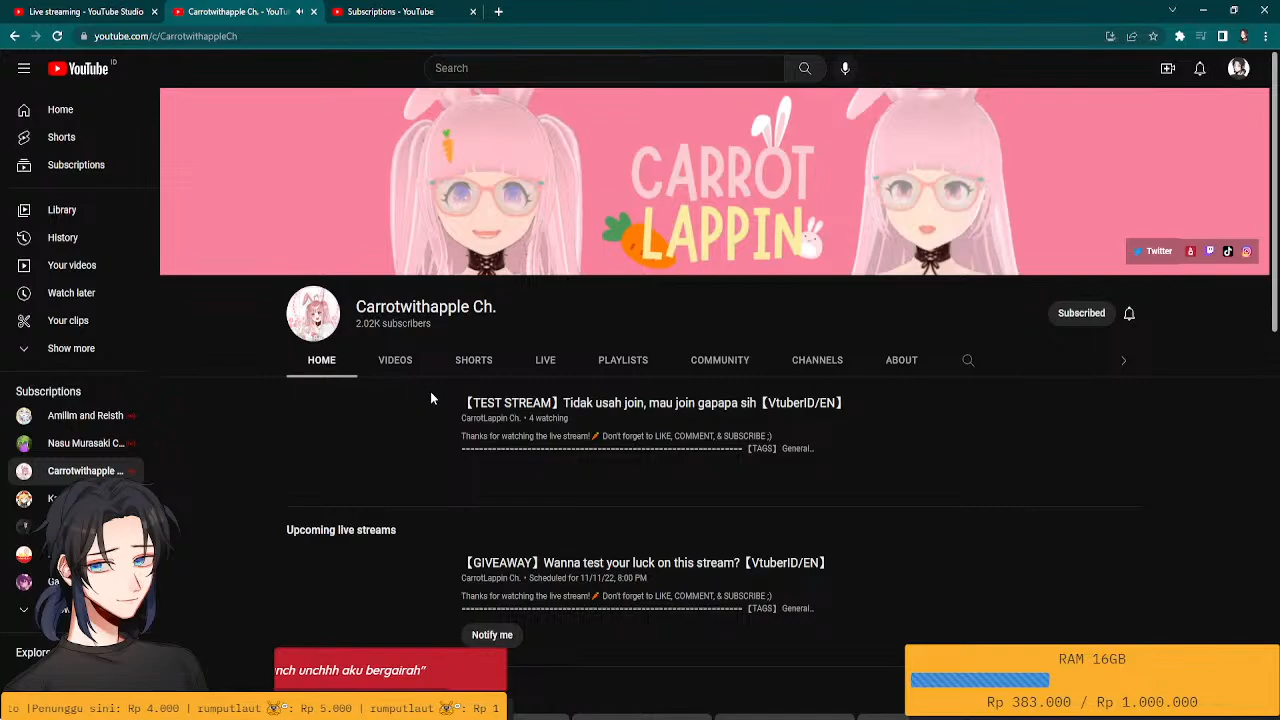 Live streaming - YouTube Studio
Carrotwithapple Ch. - YouTu
Subscriptions - YouTube
youtube.com/c/CarrotwithappleCh
YouTube ID
Search
Home
Shorts
Subscriptions
Library
History
Your videos
Watch later
Your clips
Show more
Subscriptions
Amilim and Reisth
Nasu Murasaki C...
Carrotwithapple ...
K
Ga
Explore
CARROT
LAPPIN
Twitter
Carrotwithapple Ch.
2.02K subscribers
Subscribed
HOME
VIDEOS
SHORTS
LIVE
PLAYLISTS
COMMUNITY
CHANNELS
ABOUT
【TEST STREAM】Tidak usah join, mau join gapapa sih【VtuberID/EN】
CarrotLappin Ch. • 4 watching
Thanks for watching the live stream!🥕 Don't forget to LIKE, COMMENT, & SUBSCRIBE ;)
================================================================ 【TAGS】 General...
Upcoming live streams
【GIVEAWAY】Wanna test your luck on this stream?【VtuberID/EN】
CarrotLappin Ch. • Scheduled for 11/11/22, 8:00 PM
Thanks for watching the live stream!🥕 Don't forget to LIKE, COMMENT, & SUBSCRIBE ;)
================================================================ 【TAGS】 General...
Notify me
nch unchhh aku bergairah"
to |Penunggu sini: Rp 4.000 | rumputlaut : Rp 5.000 | rumputlaut : Rp 1
RAM 16GB
Rp 383.000 / Rp 1.000.000